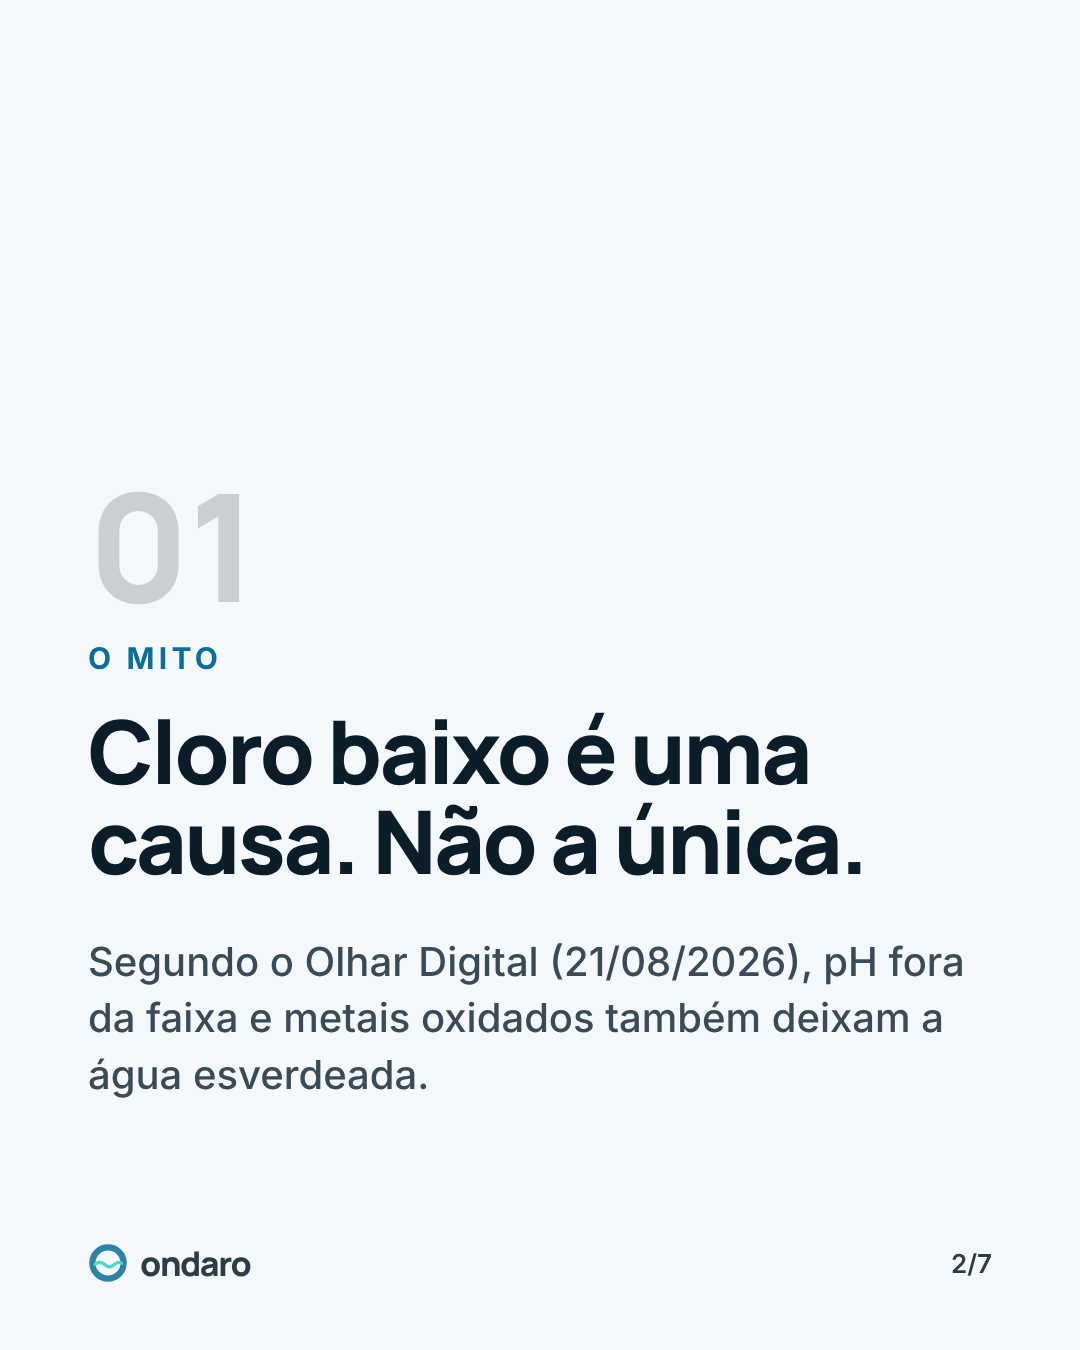 01
O MITO
Cloro baixo é uma
causa. Não a única.
Segundo o Olhar Digital (21/08/2026), pH fora
da faixa e metais oxidados também deixam a
água esverdeada.
ondaro
2/7